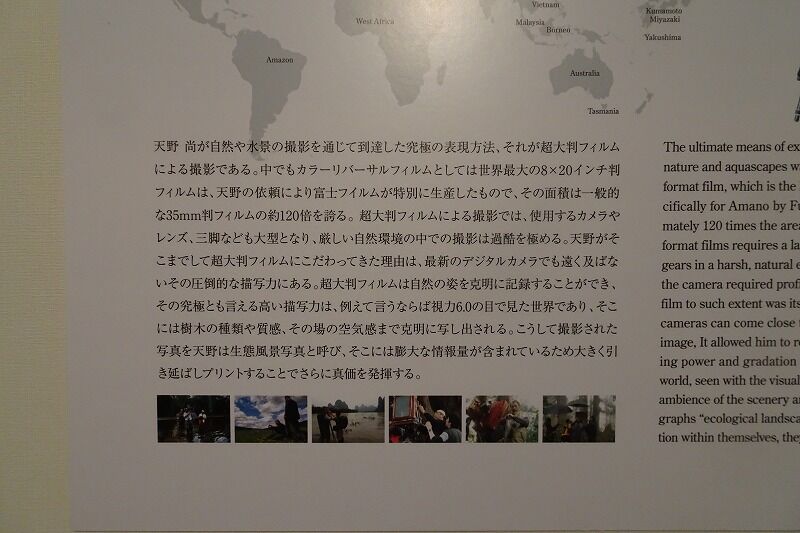 Vietnam
Kumamoto
Miyazaki
West Africa
Malaysia
Borneo
Yakushima
Amazon
Australia
Tasmania
天野 尚が自然や水景の撮影を通じて到達した究極の表現方法、それが超大判フィルム
による撮影である。中でもカラーリバーサルフィルムとしては世界最大の8×20インチ判
フィルムは、天野の依頼により富士フイルムが特別に生産したもので、その面積は一般的
な35mm判フィルムの約120倍を誇る。 超大判フィルムによる撮影では、使用するカメラや
レンズ、三脚なども大型となり、厳しい自然環境の中での撮影は過酷を極める。天野がそ
こまでして超大判フィルムにこだわってきた理由は、最新のデジタルカメラでも遠く及ばな
いその圧倒的な描写力にある。超大判フィルムは自然の姿を克明に記録することができ、
その究極とも言える高い描写力は、例えて言うならば視力6.0の目で見た世界であり、そこ
には樹木の種類や質感、その場の空気感まで克明に写し出される。こうして撮影された
写真を天野は生態風景写真と呼び、そこには膨大な情報量が含まれているため大きく引
き延ばしプリントすることでさらに真価を発揮する。
The ultimate means of ex
nature and aquascapes w
format film, which is the
cifically for Amano by Fu
mately 120 times the area
format films requires a la
gears in a harsh, natural e
the camera required profi
film to such extent was its
cameras can come close t
image, It allowed him to re
ing power and gradation
world, seen with the visual
ambience of the scenery a
graphs “ecological landsca
tion within themselves, they